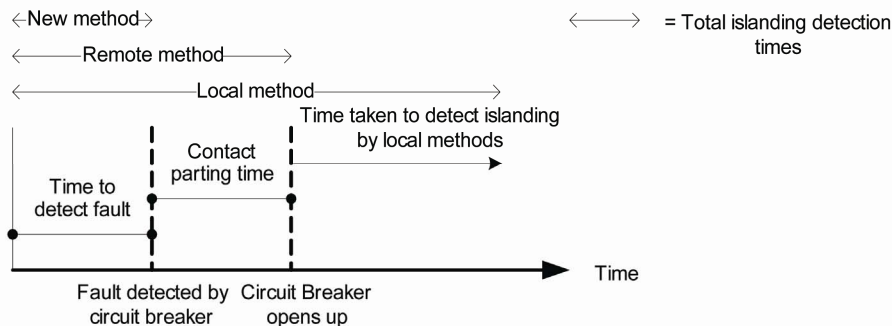 New method
Remote method
Local method
= Total islanding detection
times
Time taken to detect islanding
by local methods
Contact
parting time
Time to
detect fault
Time
Fault detected by
circuit breaker
Circuit Breaker
opens up